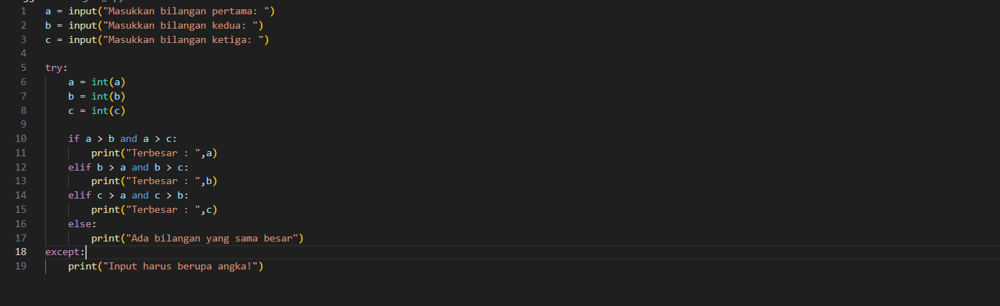 1 a = input("Masukkan bilangan pertama: ")
2 b = input("Masukkan bilangan kedua: ")
3 c = input("Masukkan bilangan ketiga: ")
4
5 try:
6     a = int(a)
7     b = int(b)
8     c = int(c)
9
10     if a > b and a > c:
11         print("Terbesar : ",a)
12     elif b > a and b > c:
13         print("Terbesar : ",b)
14     elif c > a and c > b:
15         print("Terbesar : ",c)
16     else:
17         print("Ada bilangan yang sama besar")
18 except:
19     print("Input harus berupa angka!")